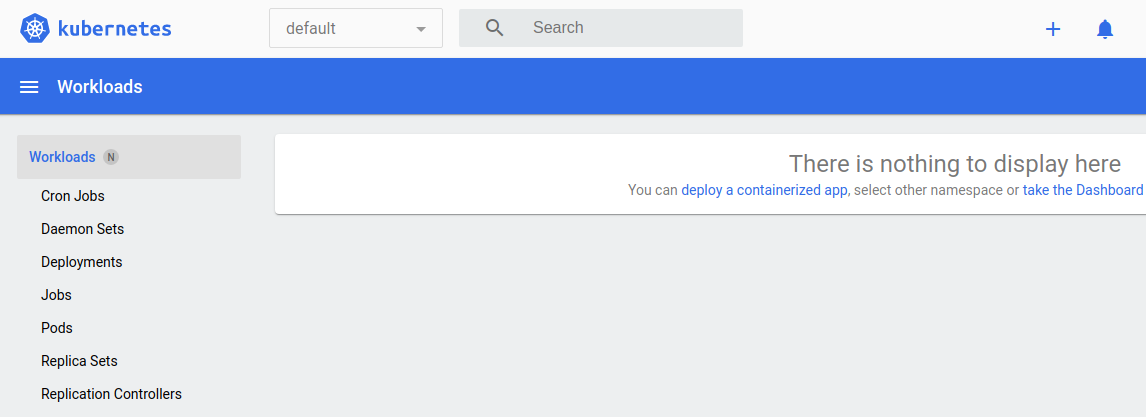 kubernetes
default
Search
Workloads
Workloads N
Cron Jobs
Daemon Sets
Deployments
Jobs
Pods
Replica Sets
Replication Controllers
There is nothing to display here
You can deploy a containerized app, select other namespace or take the Dashboard